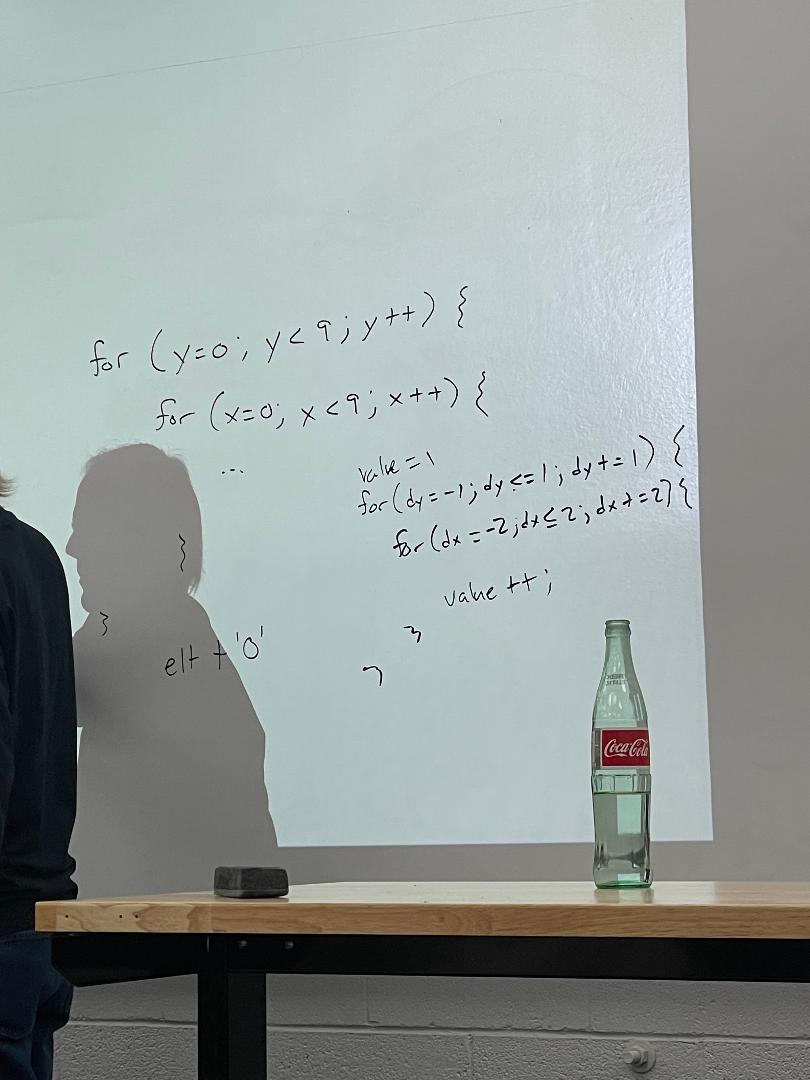 for (y=0; y<9; y++) {
for (x=0; x<9; x++) {
...
}
}
elt + '0'
value = 1
for (dy = -1; dy <= 1; dy += 1) {
for (dx = -2; dx ≤ 2; dx += 2) {
value ++;
}
}
Coca-Cola